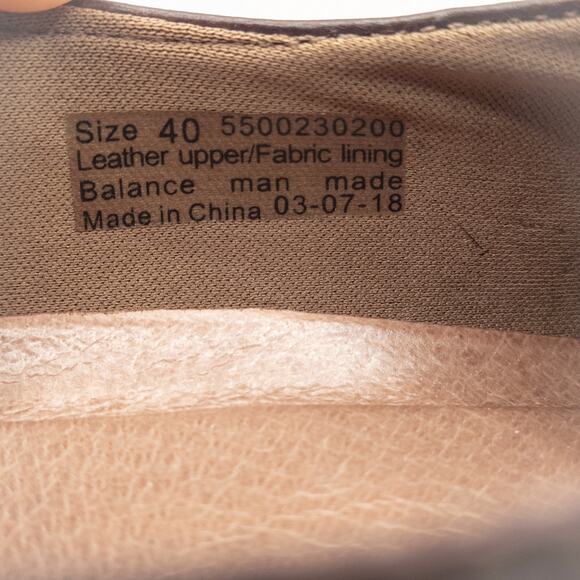 Size 40 5500230200
Leather upper/Fabric lining
Balance man made
Made in China 03-07-18